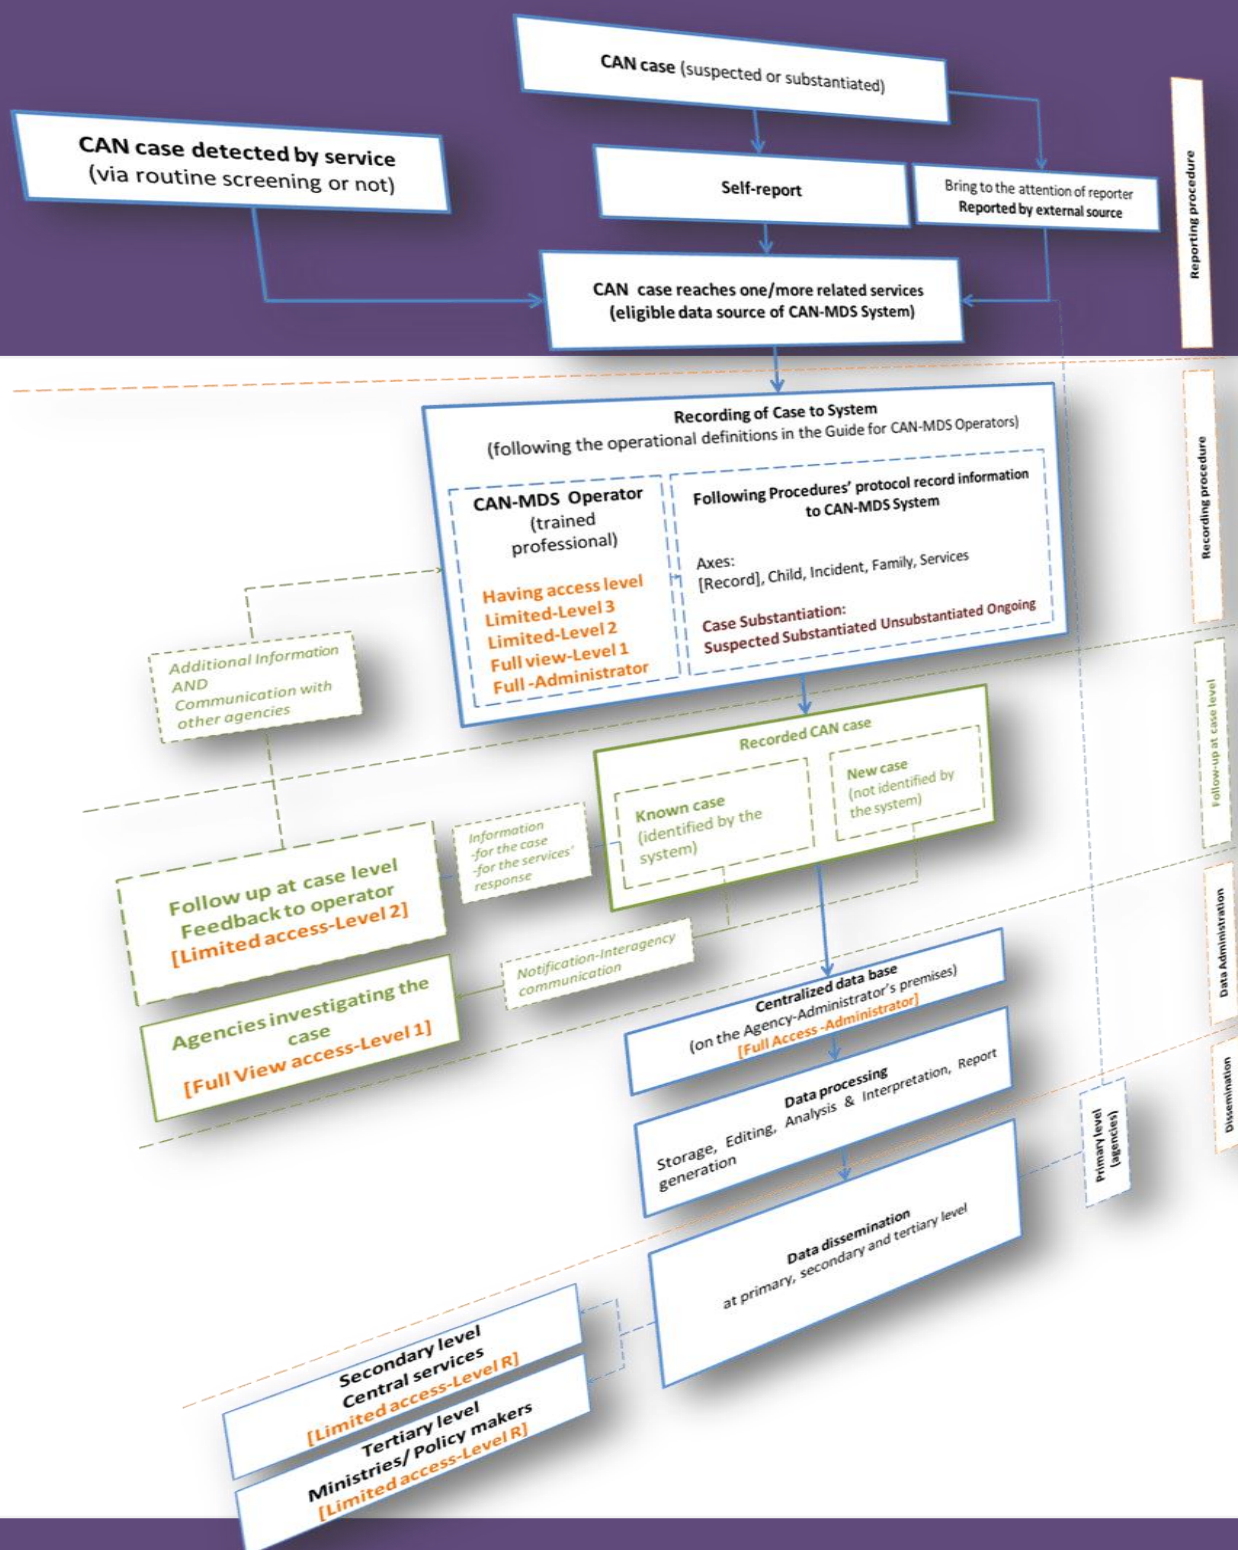 CAN case (suspected or substantiated)
CAN case detected by service
(via routine screening or not)
Self-report
Bring to the attention of reporter
Reported by external source
CAN case reaches one/more related services
(eligible data source of CAN-MDS System)
Reporting procedure
Recording of Case to System
(following the operational definitions in the Guide for CAN-MDS Operators)
CAN-MDS Operator
(trained
professional)
Having access level
Limited-Level 3
Limited-Level 2
Full view-Level 1
Full -Administrator
Following Procedures' protocol record information
to CAN-MDS System
Axes:
[Record], Child, Incident, Family, Services
Case Substantiation:
Suspected Substantiated Unsubstantiated Ongoing
Recording procedure
Additional Information
AND
Communication with
other agencies
Recorded CAN case
Known case
(identified by the
system)
New case
(not identified by
the system)
Follow-up at case level
Information
-for the case
-for the services'
response
Follow up at case level
Feedback to operator
[Limited access-Level 2]
Notification-Interagency
communication
Agencies investigating the
case
[Full View access-Level 1]
Centralized data base
(on the Agency-Administrator's premises)
[Full Access -Administrator]
Data Administration
Data processing
Storage, Editing, Analysis & Interpretation, Report
generation
Dissemination
Primary level
(agencies)
Data dissemination
at primary, secondary and tertiary level
Secondary level
Central services
[Limited access-Level R]
Tertiary level
Ministries/ Policy makers
[Limited access-Level R]